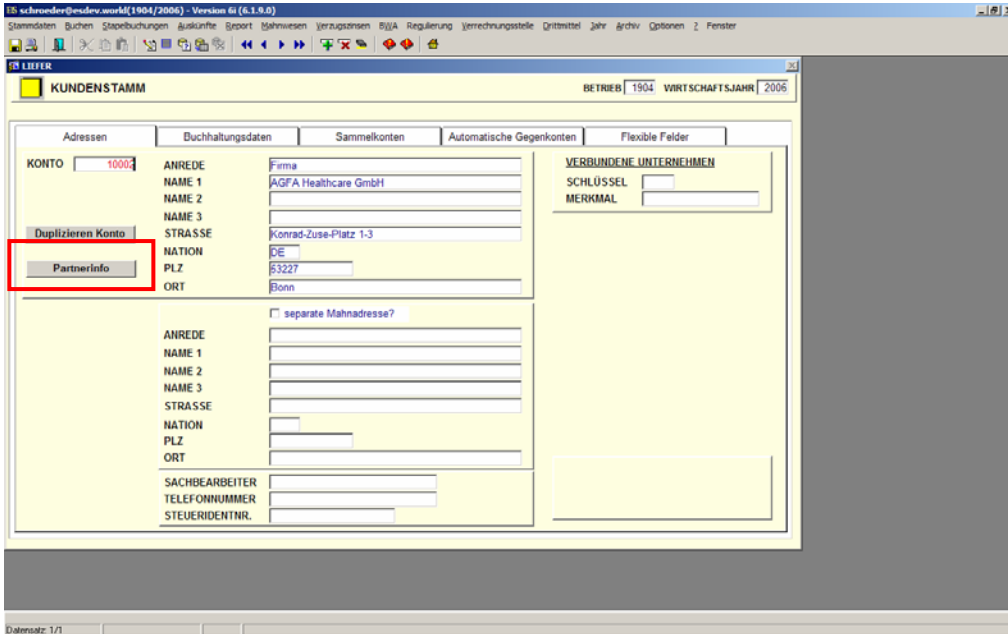 schroeder@esdev.world(1904/2006) - Version 6i (6.1.9.0)
Stammdaten Buchen Stapelbuchungen Auskünfte Report Mahnwesen Verzugszinsen BWA Regulierung Verrechnungsstelle Drittmittel Jahr Archiv Optionen ? Fenster
LIEFER
KUNDENSTAMM BETRIEB 1904 WIRTSCHAFTSJAHR 2006
Adressen Buchhaltungsdaten Sammelkonten Automatische Gegenkonten Flexible Felder
KONTO 10002 ANREDE Firma VERBUNDENE UNTERNEHMEN
NAME 1 AGFA Healthcare GmbH SCHLÜSSEL
NAME 2 MERKMAL
NAME 3
Duplizieren Konto STRASSE Konrad-Zuse-Platz 1-3
NATION DE
PartnerInfo PLZ 53227
ORT Bonn
separate Mahnadresse?
ANREDE
NAME 1
NAME 2
NAME 3
STRASSE
NATION
PLZ
ORT
SACHBEARBEITER
TELEFONNUMMER
STEUERIDENTNR.
Datensatz: 1/1